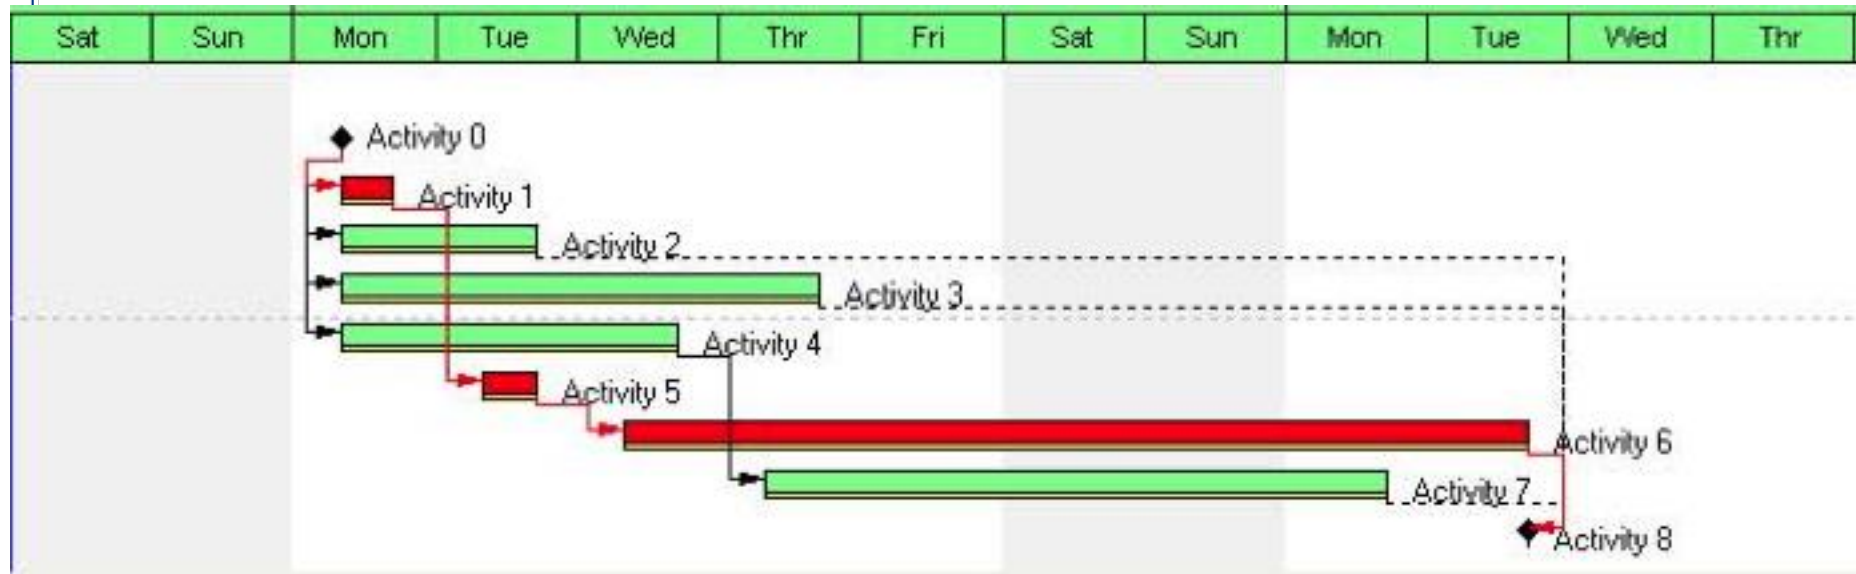 Sat Sun Mon Tue Wed Thr Fri Sat Sun Mon Tue Wed Thr
Activity 0
Activity 1
Activity 2
Activity 3
Activity 4
Activity 5
Activity 6
Activity 7
Activity 8